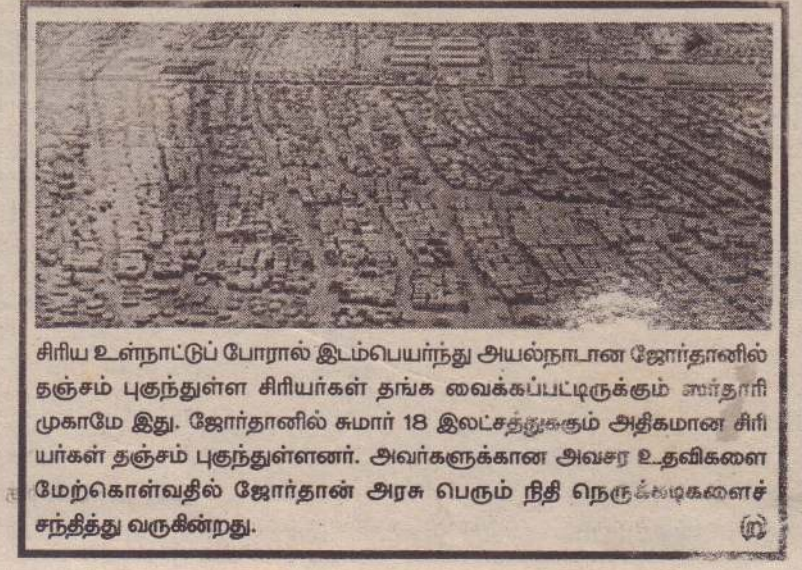 சிரிய உள்நாட்டுப் போரால் இடம்பெயர்ந்து அயல்நாடான ஜோர்தானில்
தஞ்சம் புகுந்துள்ள சிரியர்கள் தங்க வைக்கப்பட்டிருக்கும் ஸர்தாரி
முகாமே இது. ஜோர்தானில் சுமார் 18 இலட்சத்துக்கும் அதிகமான சிரி
யர்கள் தஞ்சம் புகுந்துள்ளனர். அவர்களுக்கான அவசர உதவிகளை
மேற்கொள்வதில் ஜோர்தான் அரசு பெரும் நிதி நெருக்கடிகளைச்
சந்தித்து வருகின்றது.